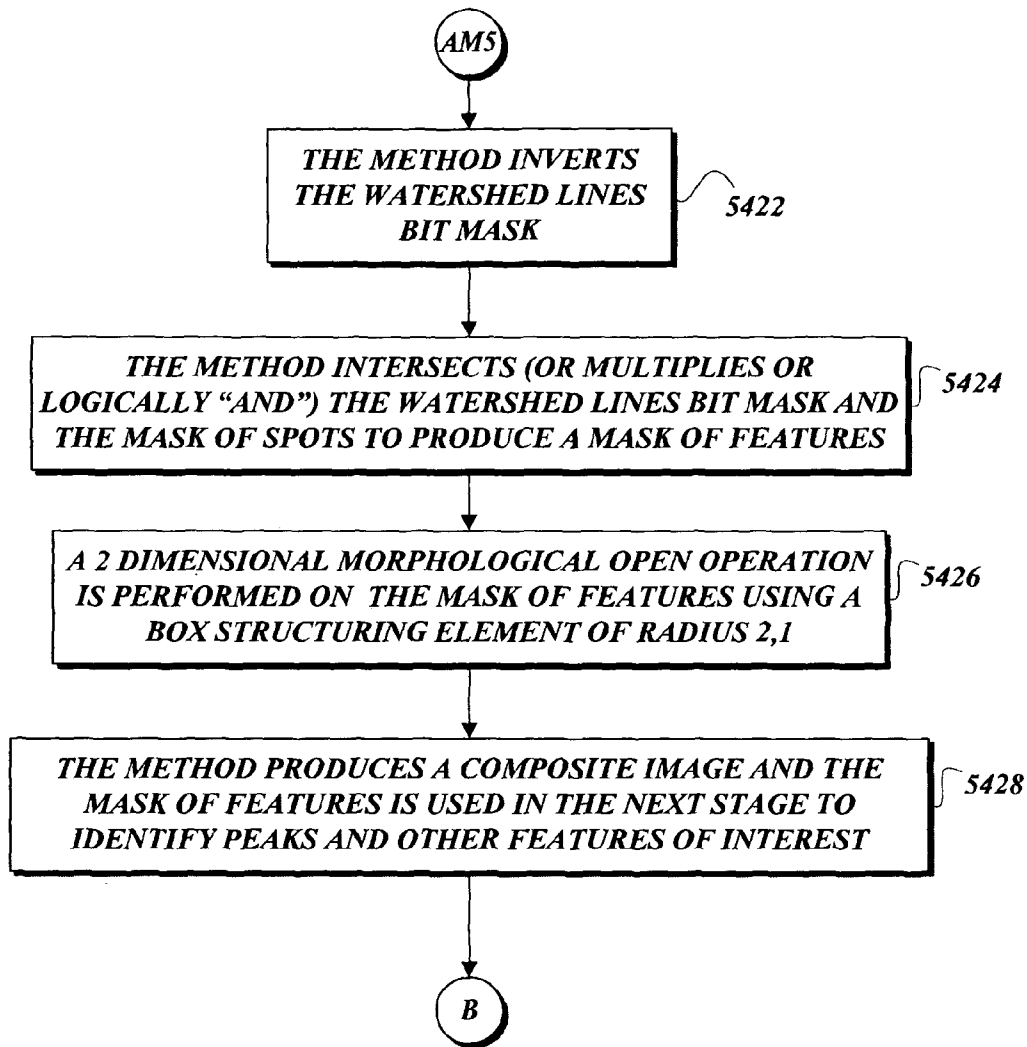 AM5
THE METHOD INVERTS
THE WATERSHED LINES
BIT MASK
5422
THE METHOD INTERSECTS (OR MULTIPLIES OR
LOGICALLY “AND”) THE WATERSHED LINES BIT MASK AND
THE MASK OF SPOTS TO PRODUCE A MASK OF FEATURES
5424
A 2 DIMENSIONAL MORPHOLOGICAL OPEN OPERATION
IS PERFORMED ON THE MASK OF FEATURES USING A
BOX STRUCTURING ELEMENT OF RADIUS 2,1
5426
THE METHOD PRODUCES A COMPOSITE IMAGE AND THE
MASK OF FEATURES IS USED IN THE NEXT STAGE TO
IDENTIFY PEAKS AND OTHER FEATURES OF INTEREST
5428
B